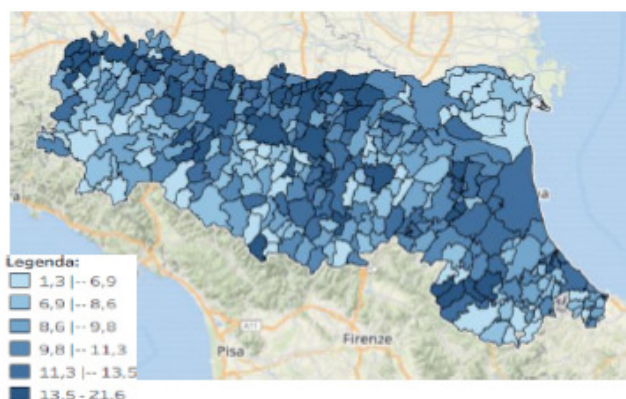 Legenda:
1,3 |-- 6,9
6,9 |-- 8,6
8,6 |-- 9,8
9,8 |-- 11,3
11,3 |-- 13,5
13,5 - 21,6
A11
Firenze
Pisa